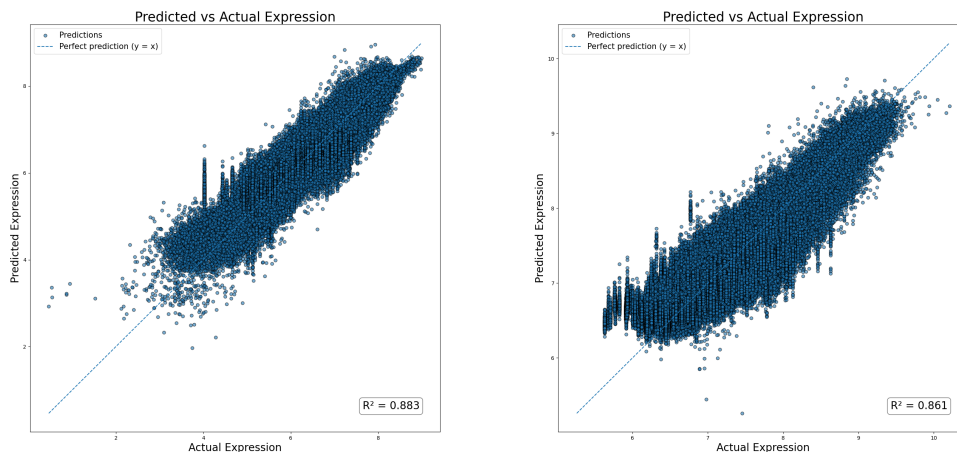 Predicted vs Actual Expression
Predictions
Perfect prediction (y = x)
8
6
4
2
Predicted Expression
2
4
6
8
Actual Expression
R² = 0.883
Predicted vs Actual Expression
Predictions
Perfect prediction (y = x)
10
9
8
7
6
Predicted Expression
6
7
8
9
10
Actual Expression
R² = 0.861